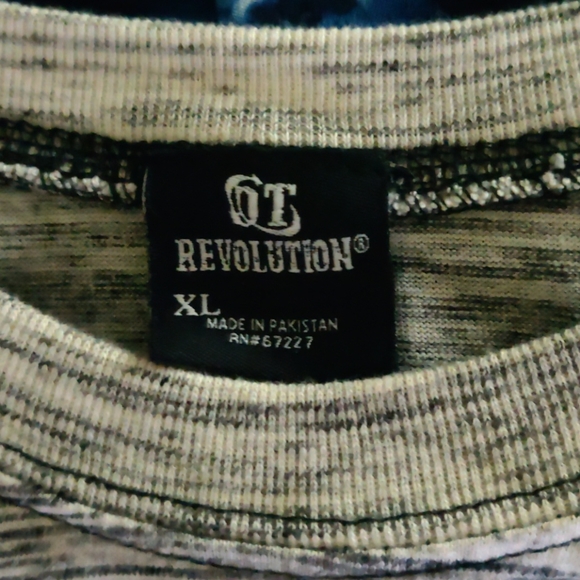 OT
REVOLUTION®
XL
MADE IN PAKISTAN
RN#67227